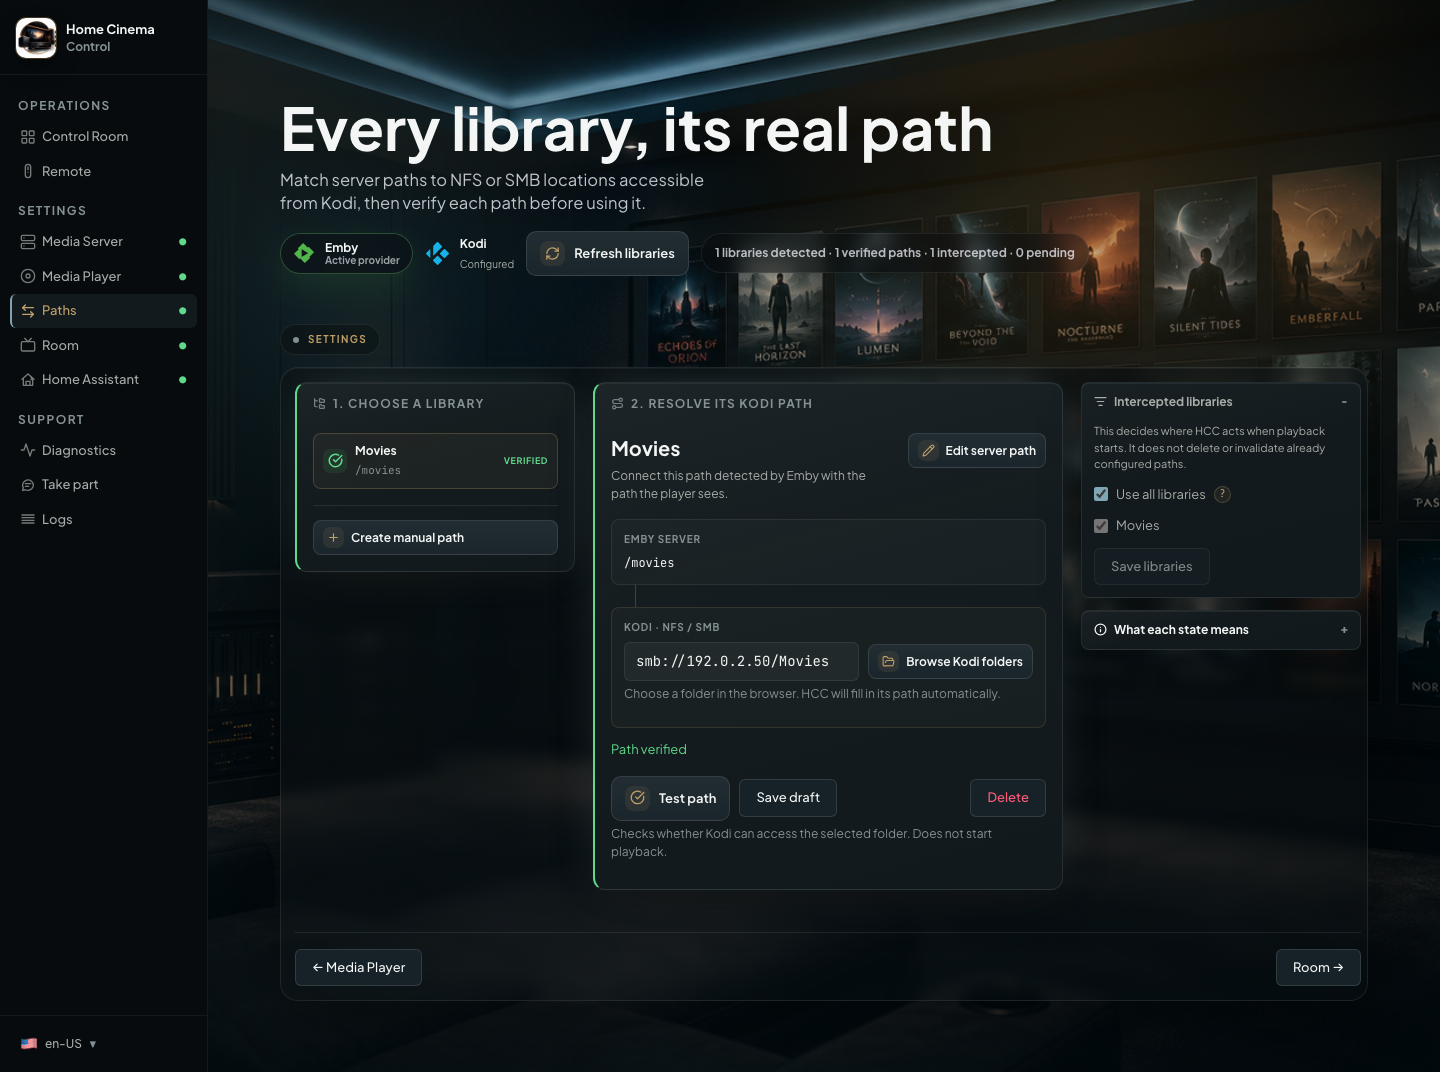 Home Cinema
Control
OPERATIONS
Control Room
Remote
SETTINGS
Media Server
Media Player
Paths
Room
Home Assistant
SUPPORT
Diagnostics
Take part
Logs
en-US
Every library, its real path
Match server paths to NFS or SMB locations accessible
from Kodi, then verify each path before using it.
Emby
Active provider
Kodi
Configured
Refresh libraries
1 libraries detected · 1 verified paths · 1 intercepted · 0 pending
ECHOES OF
ORION
THE LAST
HORIZON
LUMEN
BEYOND THE
VOID
NOCTURNE
SILENT TIDES
EMBERFALL
SETTINGS
1. CHOOSE A LIBRARY
Movies
/movies
VERIFIED
+ Create manual path
2. RESOLVE ITS KODI PATH
Movies
Connect this path detected by Emby with the
path the player sees.
Edit server path
EMBY SERVER
/movies
KODI · NFS / SMB
smb://192.0.2.50/Movies
Browse Kodi folders
Choose a folder in the browser. HCC will fill in its path automatically.
Path verified
Test path
Save draft
Delete
Checks whether Kodi can access the selected folder. Does not start
playback.
Intercepted libraries -
This decides where HCC acts when playback
starts. It does not delete or invalidate already
configured paths.
Use all libraries ?
Movies
Save libraries
What each state means +
← Media Player
Room →